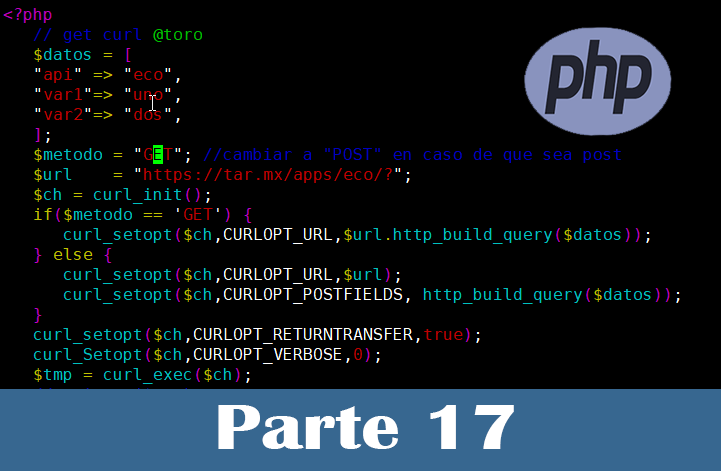 <?php
// get curl @toro
$datos = [
"api" => "eco",
"var1"=> "uno",
"var2"=> "dos",
];
$metodo = "GET"; //cambiar a "POST" en caso de que sea post
$url    = "https://tar.mx/apps/eco/?";
$ch = curl_init();
if($metodo == 'GET') {
curl_setopt($ch,CURLOPT_URL,$url.http_build_query($datos));
} else {
curl_setopt($ch,CURLOPT_URL,$url);
curl_setopt($ch,CURLOPT_POSTFIELDS, http_build_query($datos));
}
curl_setopt($ch,CURLOPT_RETURNTRANSFER,true);
curl_Setopt($ch,CURLOPT_VERBOSE,0);
$tmp = curl_exec($ch);
php
Parte 17